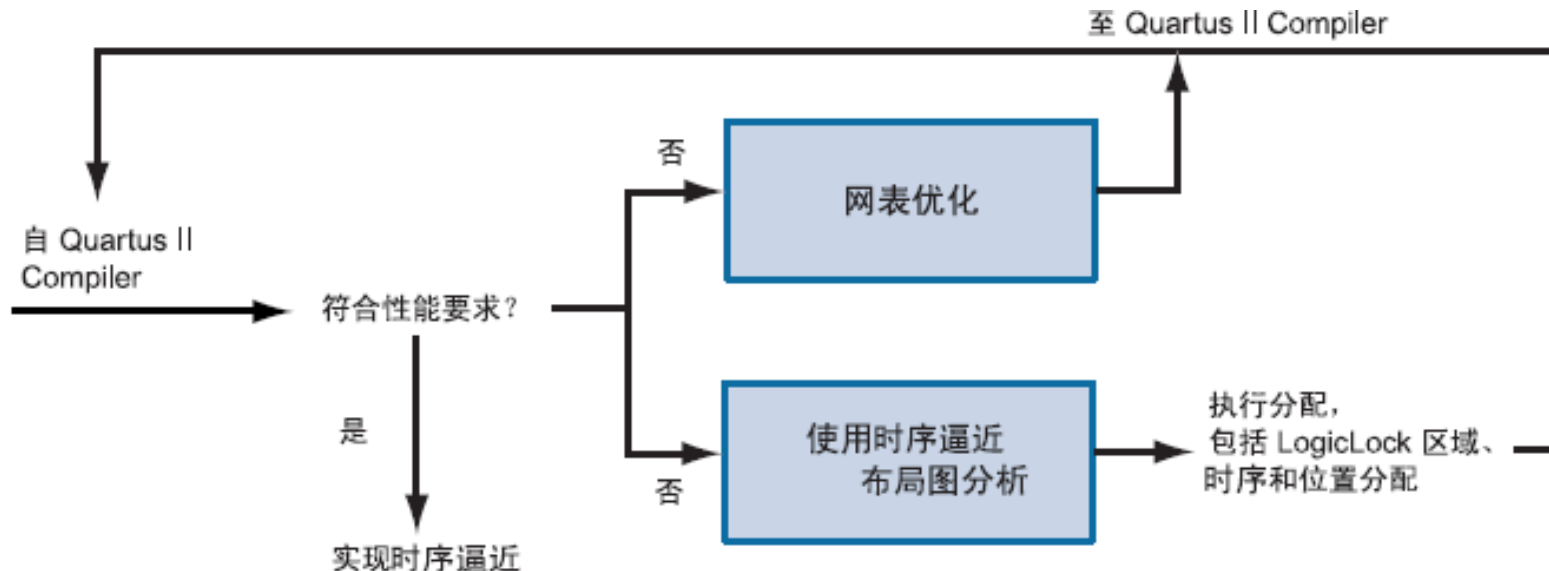 至 Quartus II Compiler
否
网表优化
自 Quartus II
Compiler
符合性能要求?
是
使用时序逼近
布局图分析
否
执行分配,
包括 LogicLock 区域、
时序和位置分配
实现时序逼近